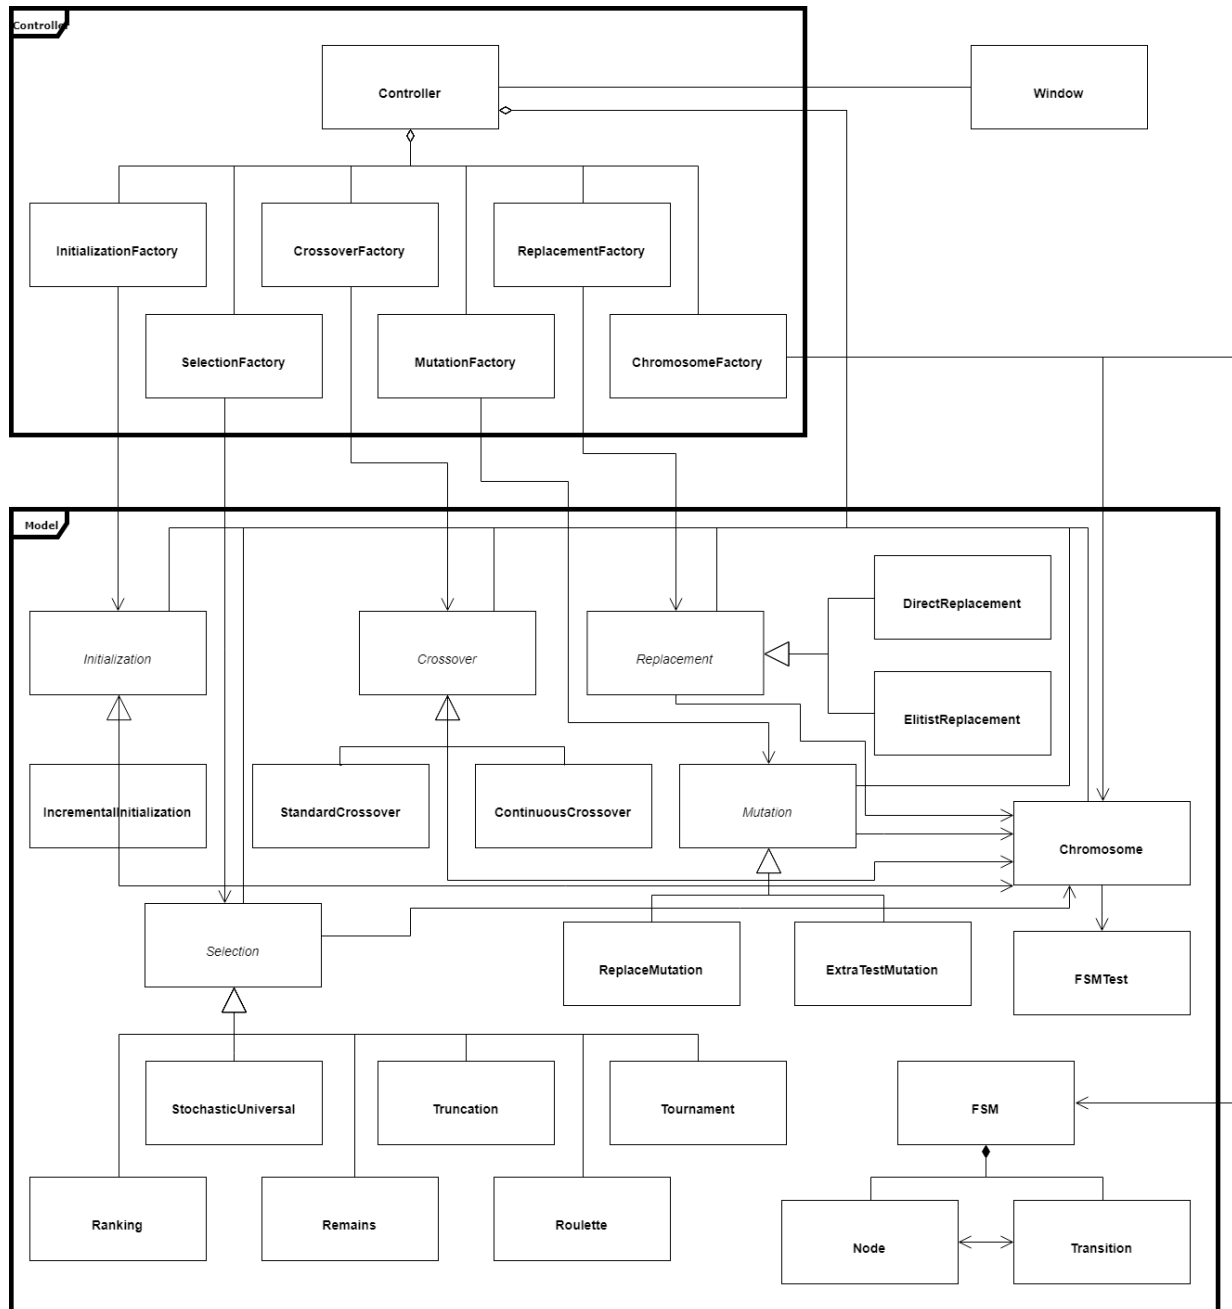 Controller
Controller
Window
InitializationFactory
CrossoverFactory
ReplacementFactory
SelectionFactory
MutationFactory
ChromosomeFactory
Model
DirectReplacement
Initialization
Crossover
Replacement
ElitistReplacement
IncrementalInitialization
StandardCrossover
ContinuousCrossover
Mutation
Chromosome
Selection
ReplaceMutation
ExtraTestMutation
FSMTest
StochasticUniversal
Truncation
Tournament
FSM
Ranking
Remains
Roulette
Node
Transition